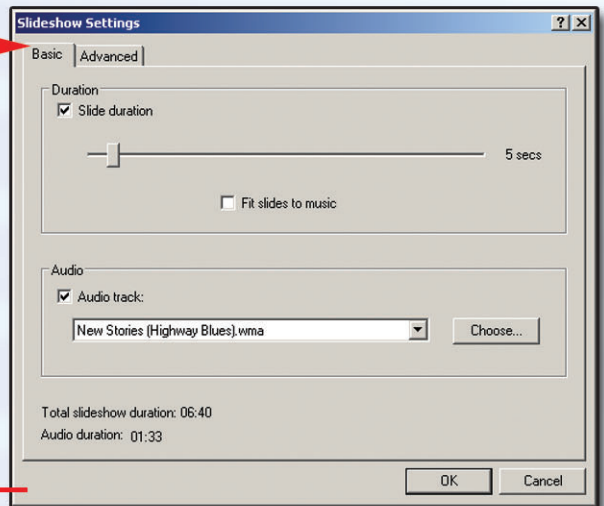 Slideshow Settings
Basic Advanced
Duration
Slide duration
5 secs
Fit slides to music
Audio
Audio track:
New Stories (Highway Blues).wma Choose...
Total slideshow duration: 06:40
Audio duration: 01:33
OK Cancel